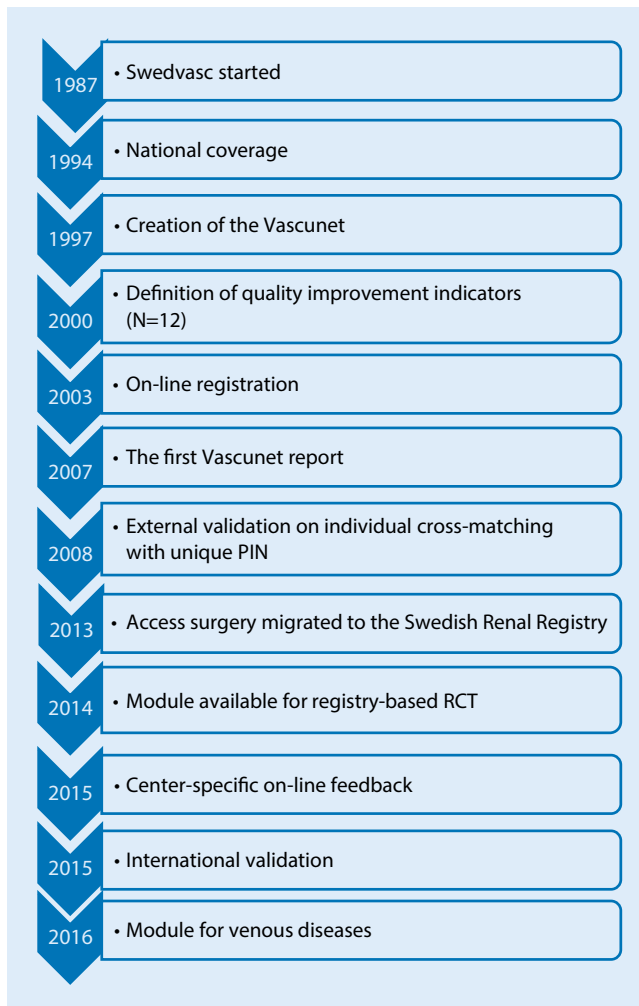 1987
• Swedvasc started
1994
• National coverage
1997
• Creation of the Vascunet
2000
• Definition of quality improvement indicators
(N=12)
2003
• On-line registration
2007
• The first Vascunet report
2008
• External validation on individual cross-matching
with unique PIN
2013
• Access surgery migrated to the Swedish Renal Registry
2014
• Module available for registry-based RCT
2015
• Center-specific on-line feedback
2015
• International validation
2016
• Module for venous diseases